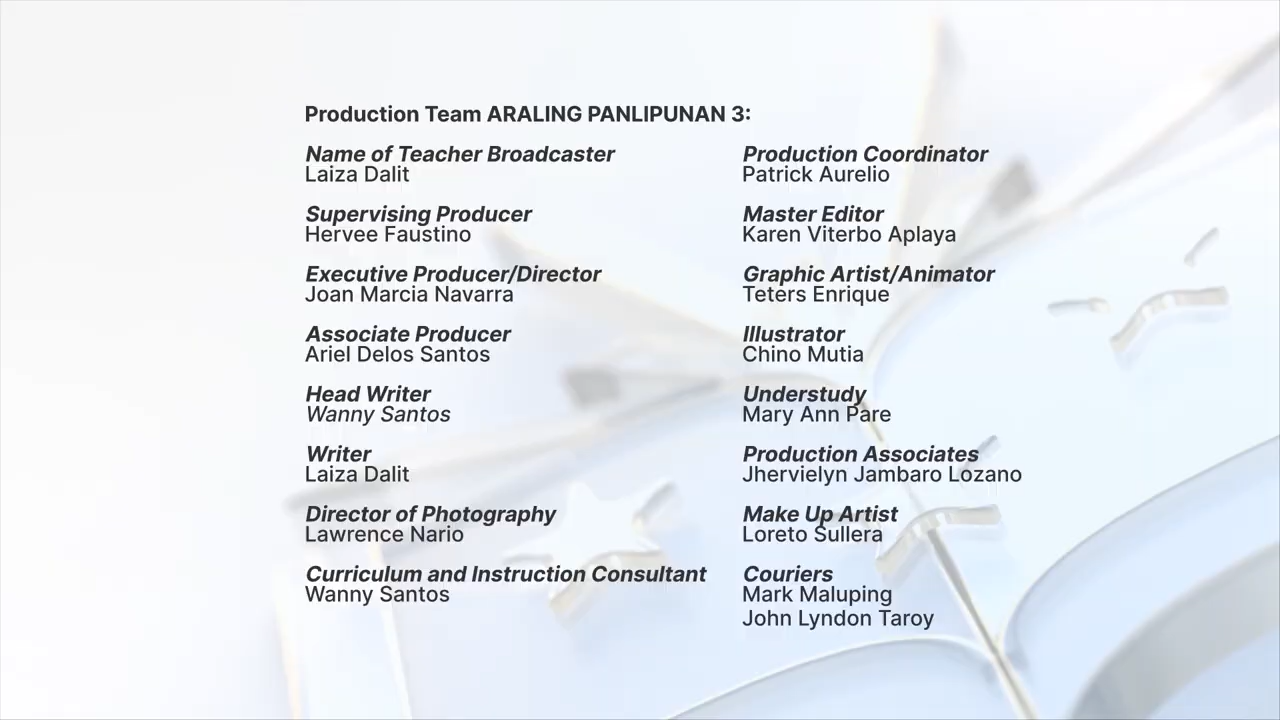 Production Team ARALING PANLIPUNAN 3:
Name of Teacher Broadcaster
Laiza Dalit
Supervising Producer
Hervee Faustino
Executive Producer/Director
Joan Marcia Navarra
Associate Producer
Ariel Delos Santos
Head Writer
Wanny Santos
Writer
Laiza Dalit
Director of Photography
Lawrence Nario
Curriculum and Instruction Consultant
Wanny Santos
Production Coordinator
Patrick Aurelio
Master Editor
Karen Viterbo Aplaya
Graphic Artist/Animator
Teters Enrique
Illustrator
Chino Mutia
Understudy
Mary Ann Pare
Production Associates
Jhervielyn Jambaro Lozano
Make Up Artist
Loreto Sullera
Couriers
Mark Maluping
John Lyndon Taroy